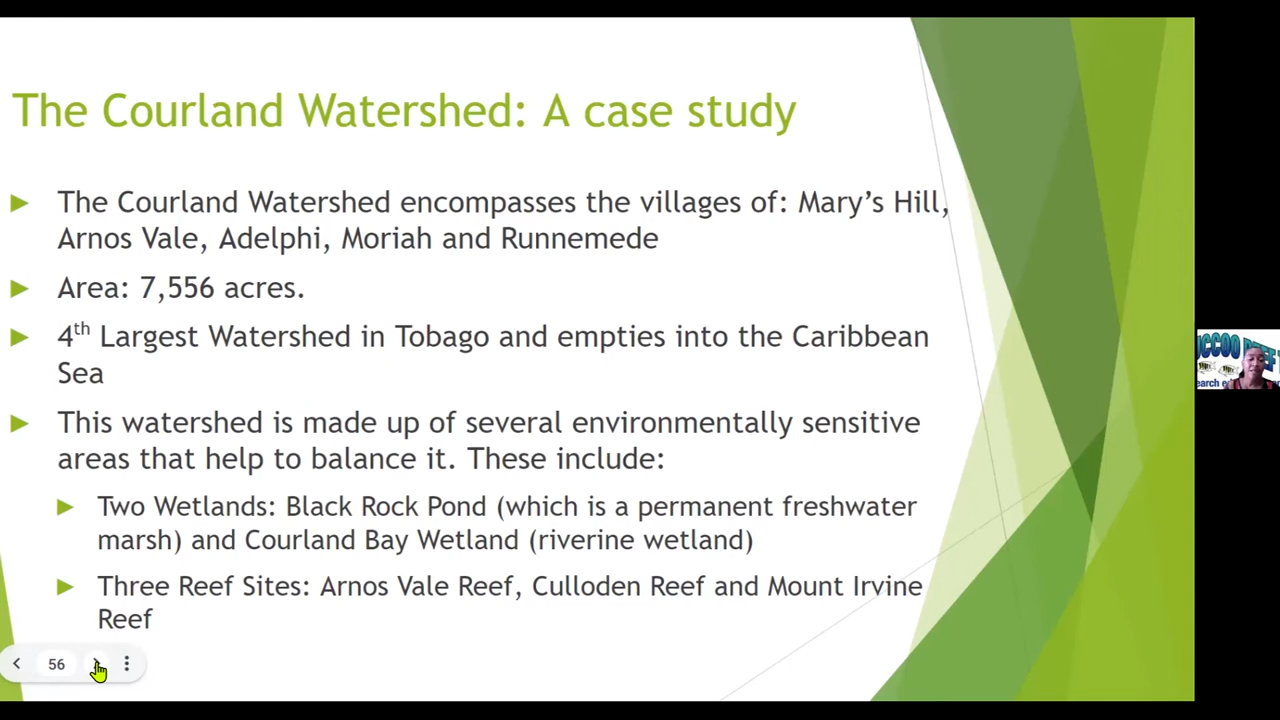 The Courland Watershed: A case study
The Courland Watershed encompasses the villages of: Mary's Hill,
Arnos Vale, Adelphi, Moriah and Runnemede
Area: 7,556 acres.
4th Largest Watershed in Tobago and empties into the Caribbean
Sea
This watershed is made up of several environmentally sensitive
areas that help to balance it. These include:
Two Wetlands: Black Rock Pond (which is a permanent freshwater
marsh) and Courland Bay Wetland (riverine wetland)
Three Reef Sites: Arnos Vale Reef, Culloden Reef and Mount Irvine
Reef
56